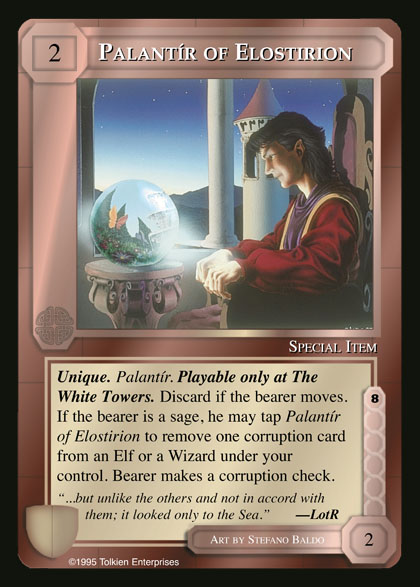 2
PALANTÍR OF ELOSTIRION
SPECIAL ITEM
Unique. Palantír. Playable only at The
White Towers. Discard if the bearer moves.
If the bearer is a sage, he may tap Palantír
of Elostirion to remove one corruption card
from an Elf or a Wizard under your
control. Bearer makes a corruption check.
“...but unlike the others and not in accord with
them; it looked only to the Sea.” —LotR
8
ART BY STEFANO BALDO
2
©1995 Tolkien Enterprises